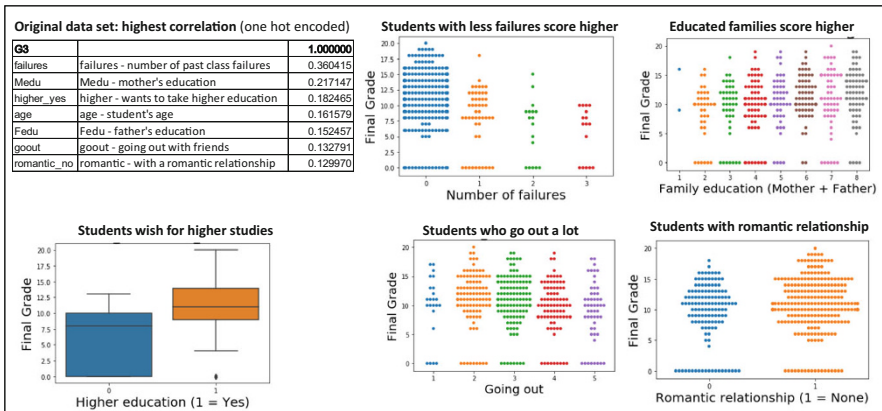 Original data set: highest correlation (one hot encoded)
G3 1.000000
failures failures - number of past class failures 0.360415
Medu Medu - mother's education 0.217147
higher_yes higher - wants to take higher education 0.182465
age age - student's age 0.161579
Fedu Fedu - father's education 0.152457
goout goout - going out with friends 0.132791
romantic_no romantic - with a romantic relationship 0.129970
Students with less failures score higher
Final Grade
20.0
17.5
15.0
12.5
10.0
7.5
5.0
2.5
0.0
0 1 2 3
Number of failures
Educated families score higher
Final Grade
20
15
10
5
0
1 2 3 4 5 6 7 8
Family education (Mother + Father)
Students wish for higher studies
Final Grade
20.0
17.5
15.0
12.5
10.0
7.5
5.0
2.5
0.0
0 1
Higher education (1 = Yes)
Students who go out a lot
Final Grade
20
15
10
5
0
1 2 3 4 5
Going out
Students with romantic relationship
Final Grade
20
15
10
5
0
0 1
Romantic relationship (1 = None)